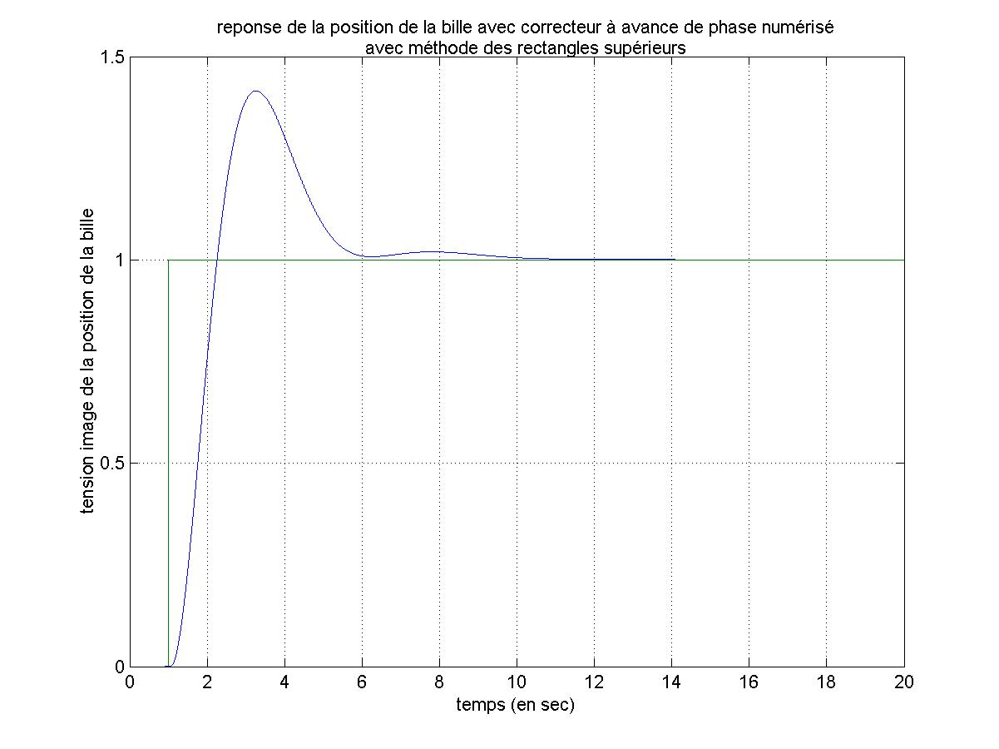 reponse de la position de la bille avec correcteur à avance de phase numérisé
avec méthode des rectangles supérieurs
1.5
1
0.5
0
tension image de la position de la bille
0 2 4 6 8 10 12 14 16 18 20
temps (en sec)